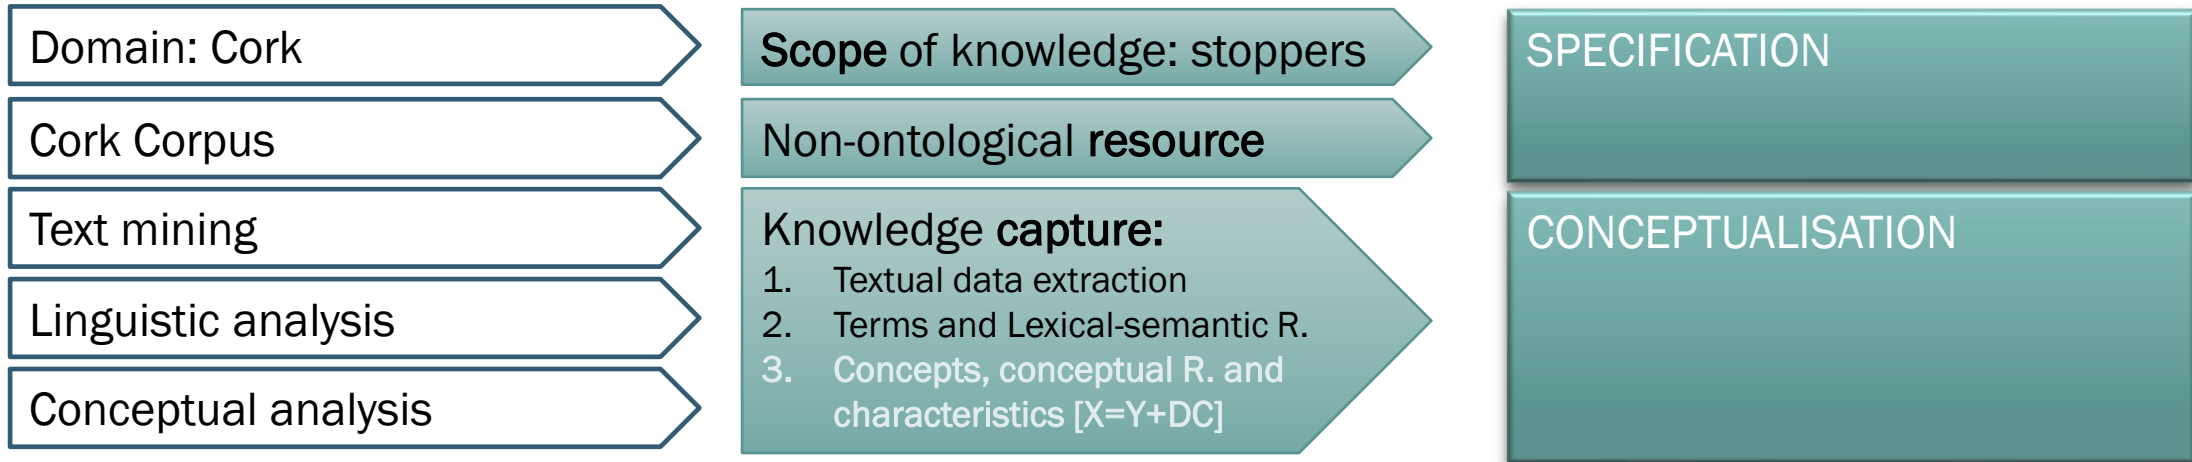 Domain: Cork
Cork Corpus
Text mining
Linguistic analysis
Conceptual analysis
Scope of knowledge: stoppers
Non-ontological resource
Knowledge capture:
1. Textual data extraction
2. Terms and Lexical-semantic R.
3. Concepts, conceptual R. and
characteristics [X=Y+DC]
SPECIFICATION
CONCEPTUALISATION